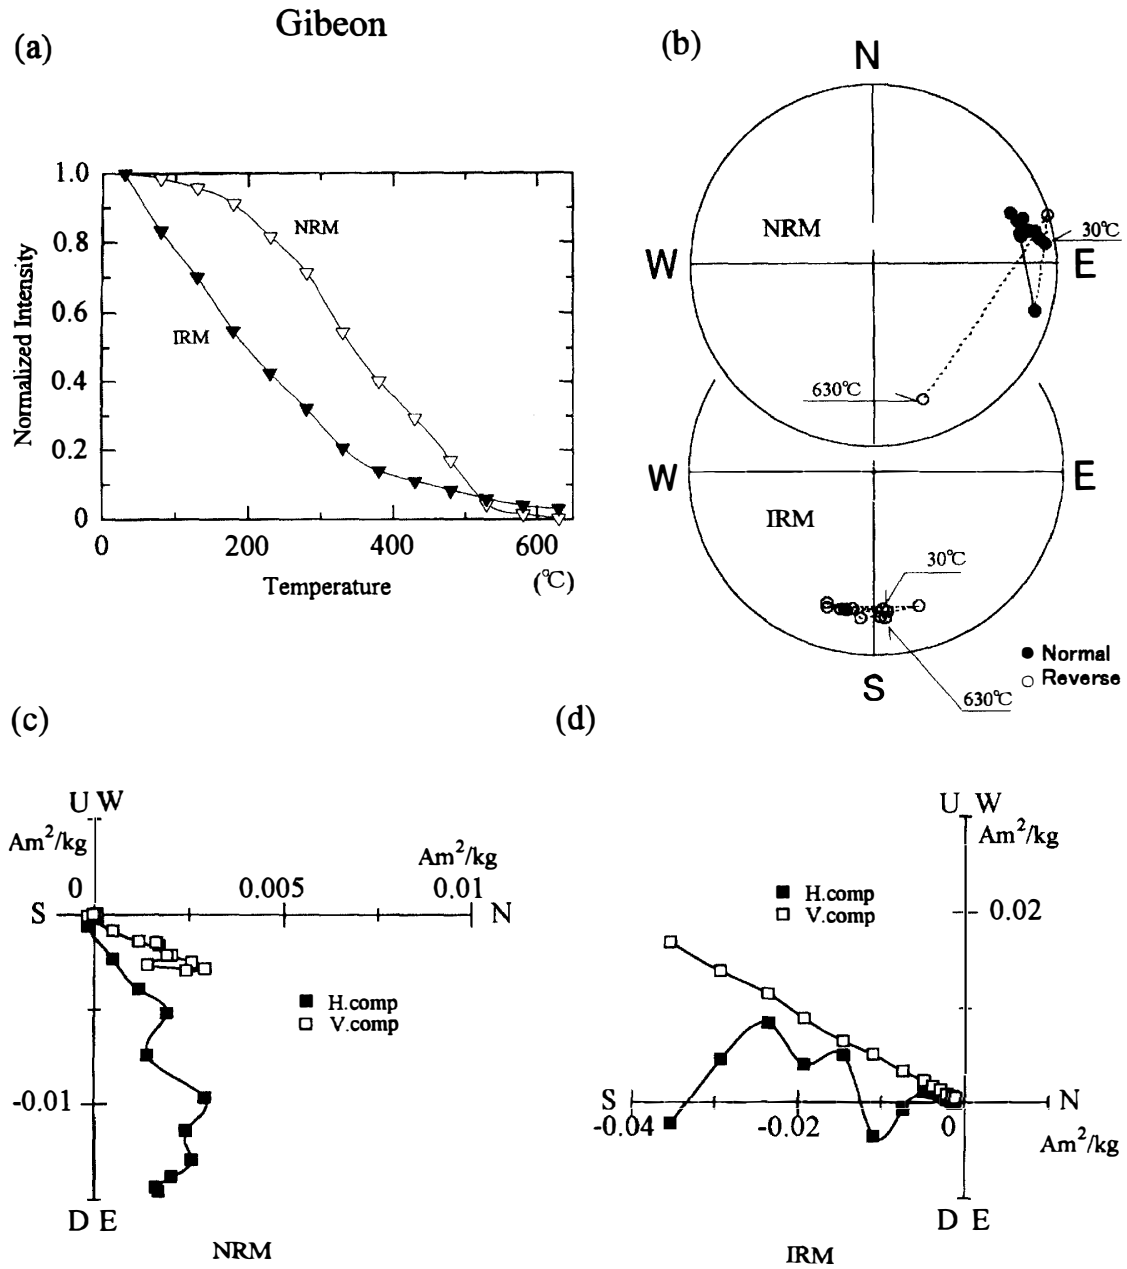 Gibeon
(a)
1.0
0.8
0.6
0.4
0.2
0
Normalized Intensity
NRM
IRM
0 200 400 600
Temperature (℃)
(b)
N
NRM
30℃
W E
630℃
W E
IRM
30℃
● Normal
○ Reverse
S
630℃
(c)
U W
Am²/kg
Am²/kg
0 0.005 0.01
S N
■ H.comp
□ V.comp
-0.01
D E
NRM
(d)
U W
Am²/kg
■ H.comp
□ V.comp
0.02
S N
-0.04 -0.02 0
Am²/kg
D E
IRM